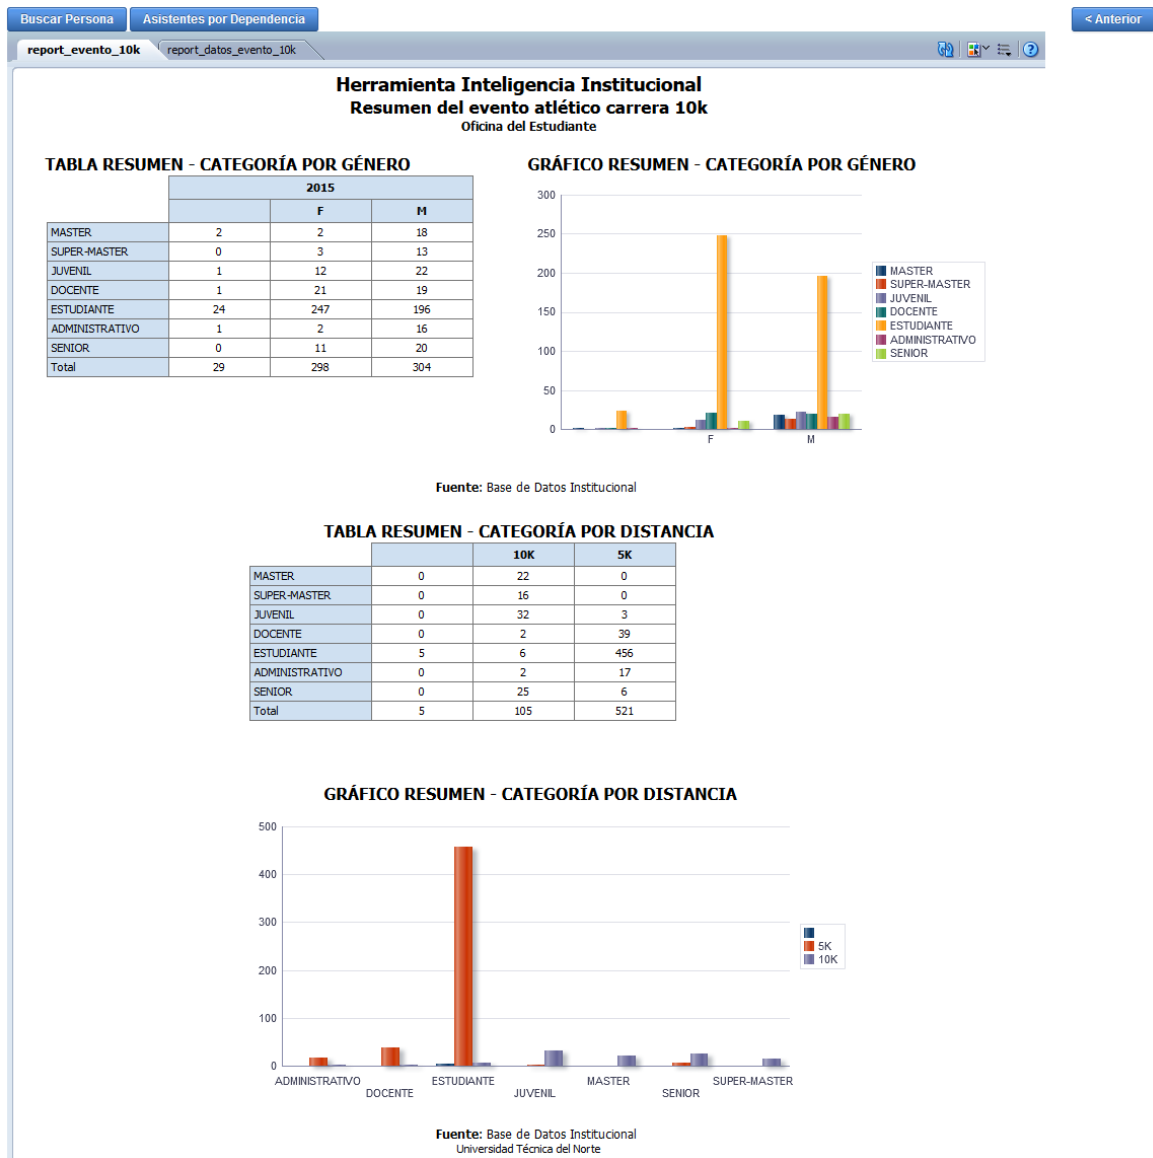 Buscar Persona Asistentes por Dependencia < Anterior
report_evento_10k report_datos_evento_10k
Herramienta Inteligencia Institucional
Resumen del evento atlético carrera 10k
Oficina del Estudiante
TABLA RESUMEN - CATEGORÍA POR GÉNERO
2015
F M
MASTER 2 2 18
SUPER-MASTER 0 3 13
JUVENIL 1 12 22
DOCENTE 1 21 19
ESTUDIANTE 24 247 196
ADMINISTRATIVO 1 2 16
SENIOR 0 11 20
Total 29 298 304
GRÁFICO RESUMEN - CATEGORÍA POR GÉNERO
300
250
200
150
100
50
0
F M
MASTER
SUPER-MASTER
JUVENIL
DOCENTE
ESTUDIANTE
ADMINISTRATIVO
SENIOR
Fuente: Base de Datos Institucional
TABLA RESUMEN - CATEGORÍA POR DISTANCIA
10K 5K
MASTER 0 22 0
SUPER-MASTER 0 16 0
JUVENIL 0 32 3
DOCENTE 0 2 39
ESTUDIANTE 5 6 456
ADMINISTRATIVO 0 2 17
SENIOR 0 25 6
Total 5 105 521
GRÁFICO RESUMEN - CATEGORÍA POR DISTANCIA
500
400
300
200
100
0
ADMINISTRATIVO DOCENTE ESTUDIANTE JUVENIL MASTER SENIOR SUPER-MASTER
5K
10K
Fuente: Base de Datos Institucional
Universidad Técnica del Norte